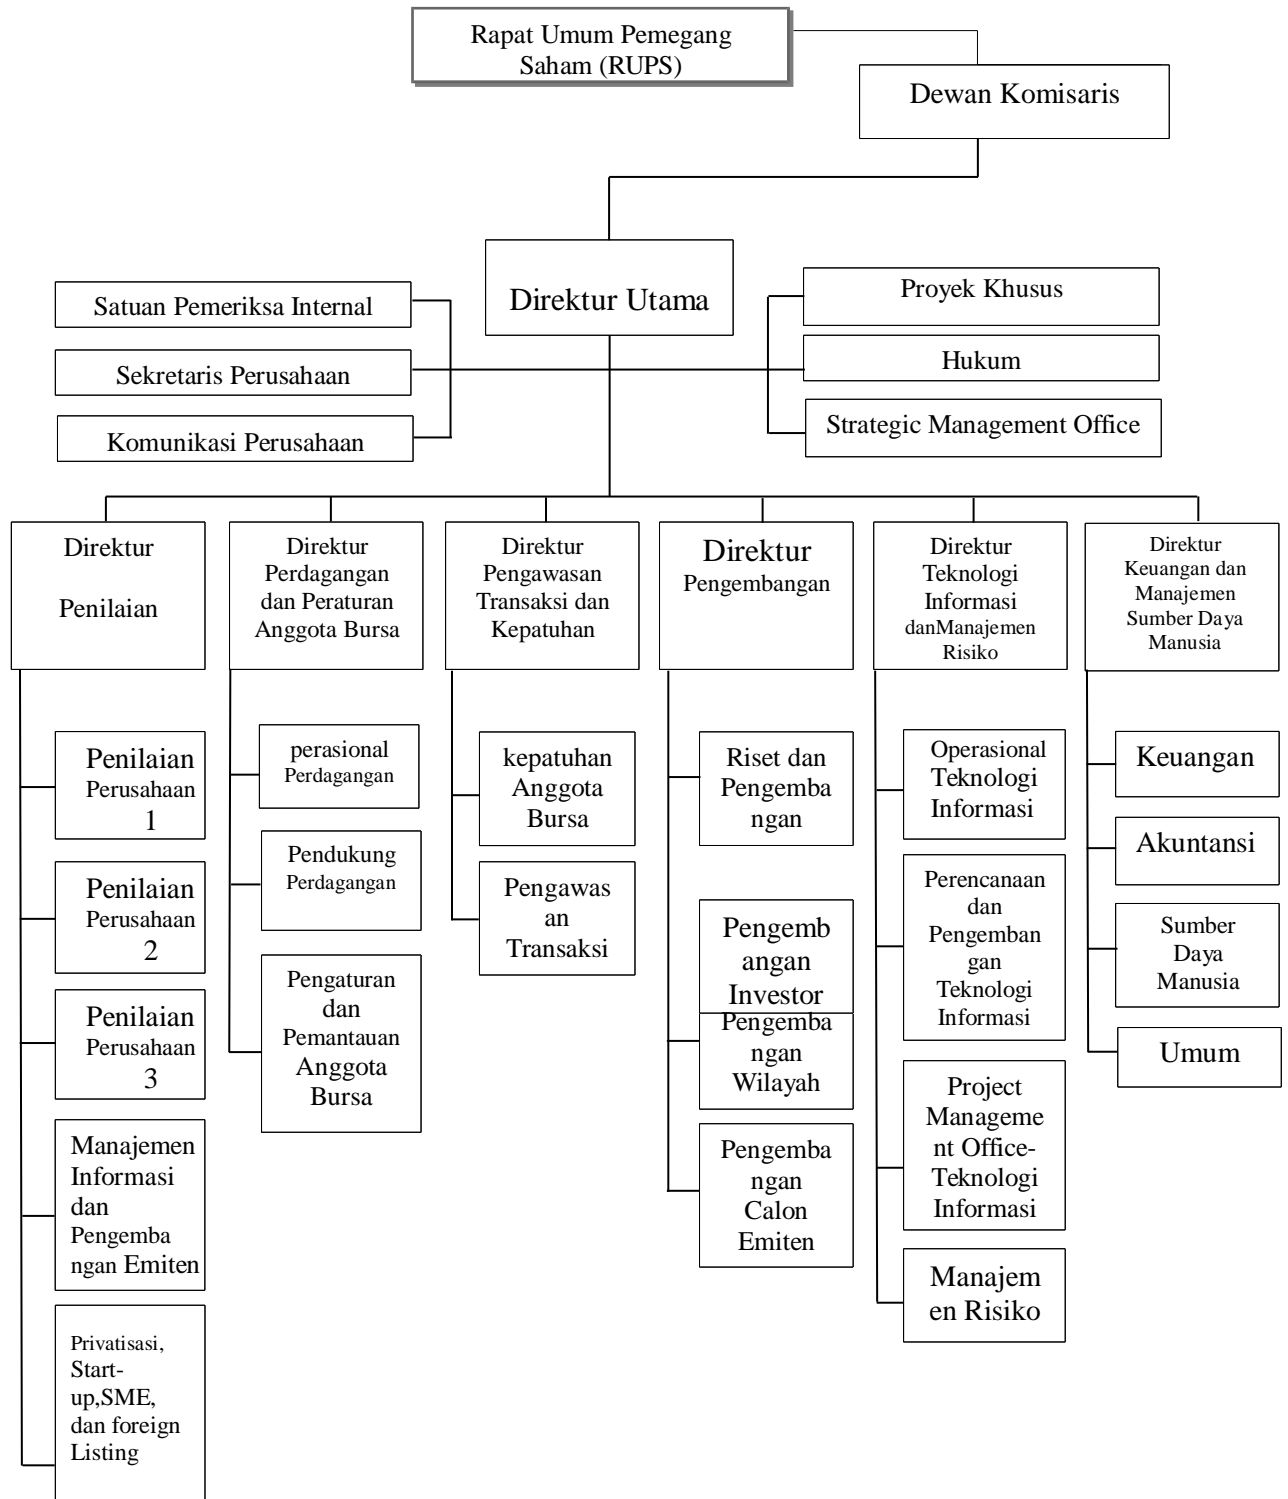 Rapat Umum Pemegang
Saham (RUPS)
Dewan Komisaris
Direktur Utama
Satuan Pemeriksa Internal
Sekretaris Perusahaan
Komunikasi Perusahaan
Proyek Khusus
Hukum
Strategic Management Office
Direktur
Penilaian
Direktur
Perdagangan
dan Peraturan
Anggota Bursa
Direktur
Pengawasan
Transaksi dan
Kepatuhan
Direktur
Pengembangan
Direktur
Teknologi
Informasi
danManajemen
Risiko
Direktur
Keuangan dan
Manajemen
Sumber Daya
Manusia
Penilaian
Perusahaan
1
Penilaian
Perusahaan
2
Penilaian
Perusahaan
3
Manajemen
Informasi
dan
Pengemba
ngan Emiten
Privatisasi,
Start-
up,SME,
dan foreign
Listing
perasional
Perdagangan
Pendukung
Perdagangan
Pengaturan
dan
Pemantauan
Anggota
Bursa
kepatuhan
Anggota
Bursa
Pengawas
an
Transaksi
Riset dan
Pengemba
ngan
Pengemb
angan
Investor
Pengemba
ngan
Wilayah
Pengemba
ngan
Calon
Emiten
Operasional
Teknologi
Informasi
Perencanaan
dan
Pengemban
gan
Teknologi
Informasi
Project
Manageme
nt Office-
Teknologi
Informasi
Manajem
en Risiko
Keuangan
Akuntansi
Sumber
Daya
Manusia
Umum